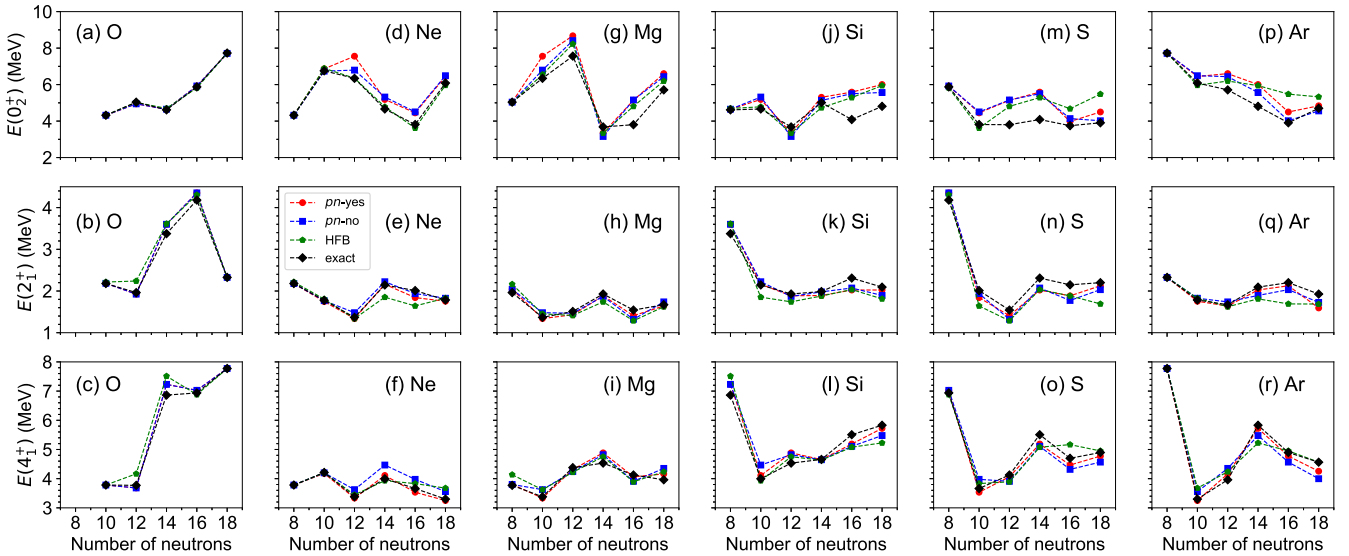 (a) O
(d) Ne
(g) Mg
(j) Si
(m) S
(p) Ar
E(0₂⁺) (MeV)
10
8
6
4
2
(b) O
(e) Ne
(h) Mg
(k) Si
(n) S
(q) Ar
pn-yes
pn-no
HFB
exact
E(2₁⁺) (MeV)
4
3
2
1
(c) O
(f) Ne
(i) Mg
(l) Si
(o) S
(r) Ar
E(4₁⁺) (MeV)
8
7
6
5
4
3
8 10 12 14 16 18
8 10 12 14 16 18
8 10 12 14 16 18
8 10 12 14 16 18
8 10 12 14 16 18
8 10 12 14 16 18
Number of neutrons
Number of neutrons
Number of neutrons
Number of neutrons
Number of neutrons
Number of neutrons